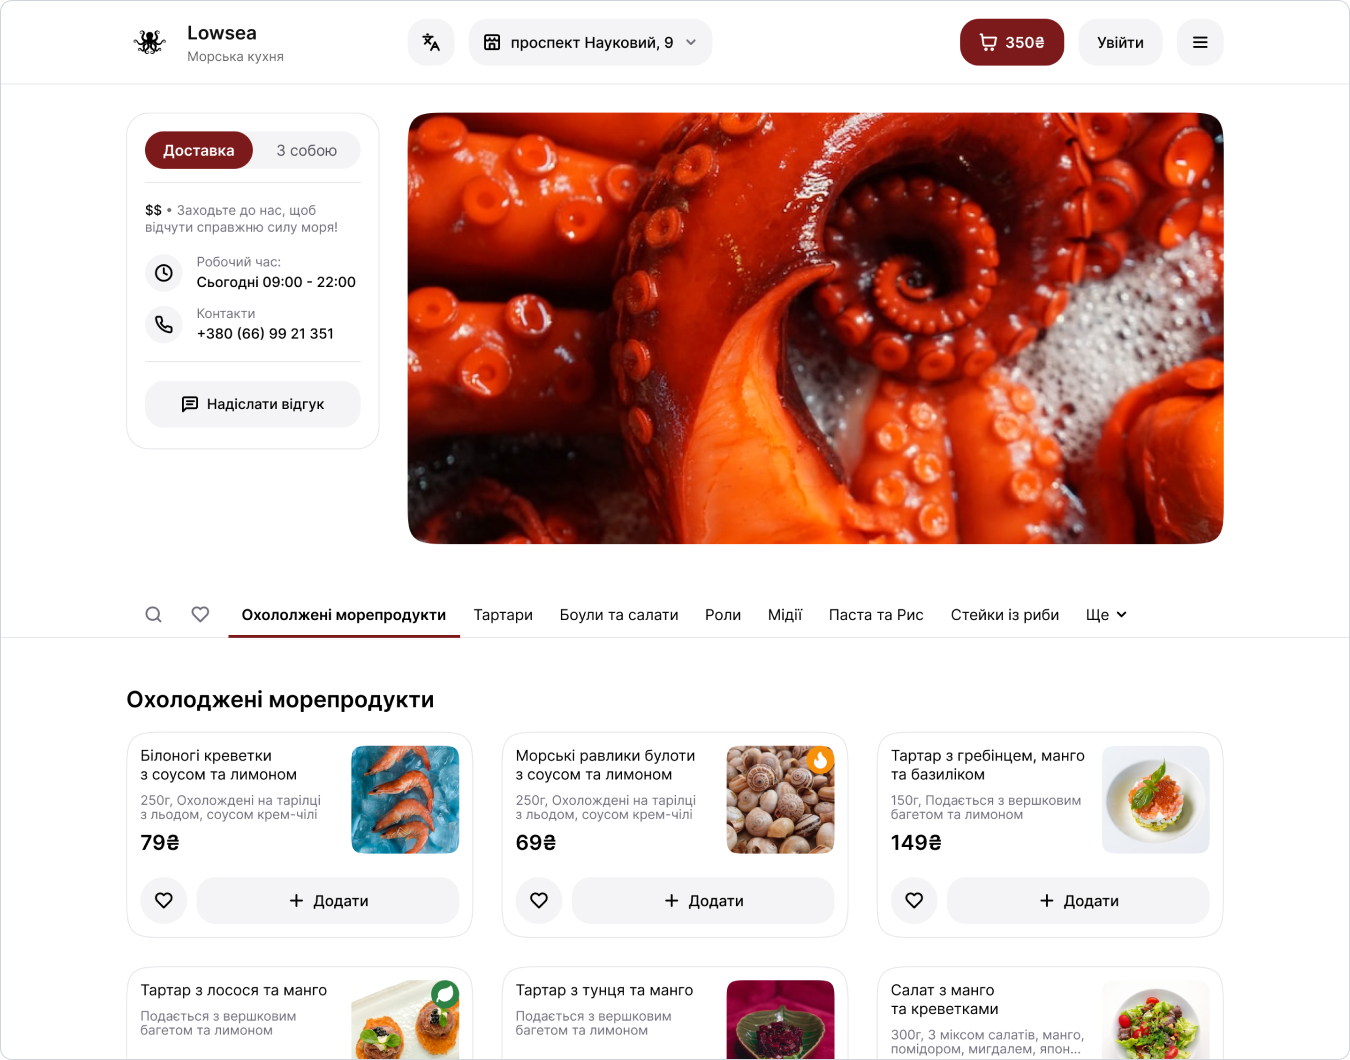 Lowsea
Морська кухня
проспект Науковий, 9
350₴
Увійти
Доставка
З собою
$$ • Заходьте до нас, щоб
відчути справжню силу моря!
Робочий час:
Сьогодні 09:00 - 22:00
Контакти
+380 (66) 99 21 351
Надіслати відгук
Охололжені морепродукти
Тартари
Боули та салати
Роли
Мідії
Паста та Рис
Стейки із риби
Ще
Охолоджені морепродукти
Білоногі креветки
з соусом та лимоном
250г, Охолождені на тарілці
з льодом, соусом крем-чілі
79₴
Додати
Морські равлики булоти
з соусом та лимоном
250г, Охолождені на тарілці
з льодом, соусом крем-чілі
69₴
Додати
Тартар з гребінцем, манго
та базиліком
150г, Подається з вершковим
багетом та лимоном
149₴
Додати
Тартар з лосося та манго
Подається з вершковим
багетом та лимоном
Тартар з тунця та манго
Подається з вершковим
багетом та лимоном
Салат з манго
та креветками
300г, З міксом салатів, манго,
помідором, мигдалем, япон...